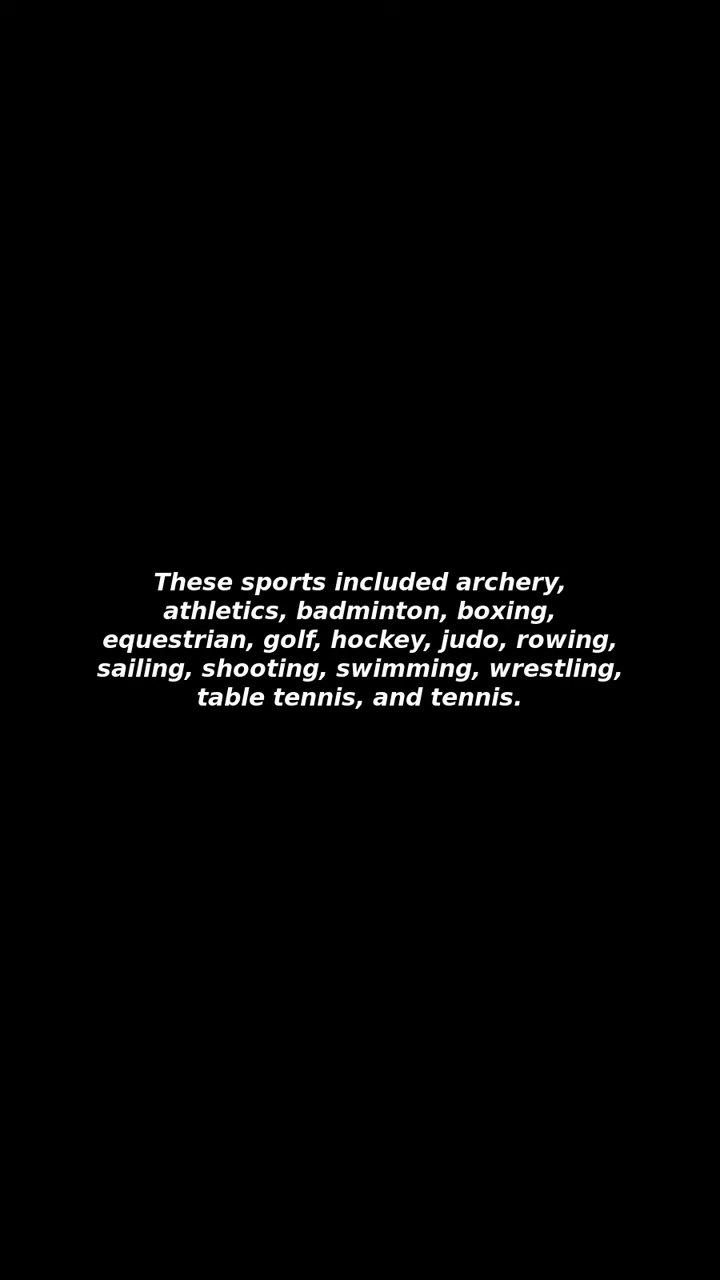 These sports included archery,
athletics, badminton, boxing,
equestrian, golf, hockey, judo, rowing,
sailing, shooting, swimming, wrestling,
table tennis, and tennis.